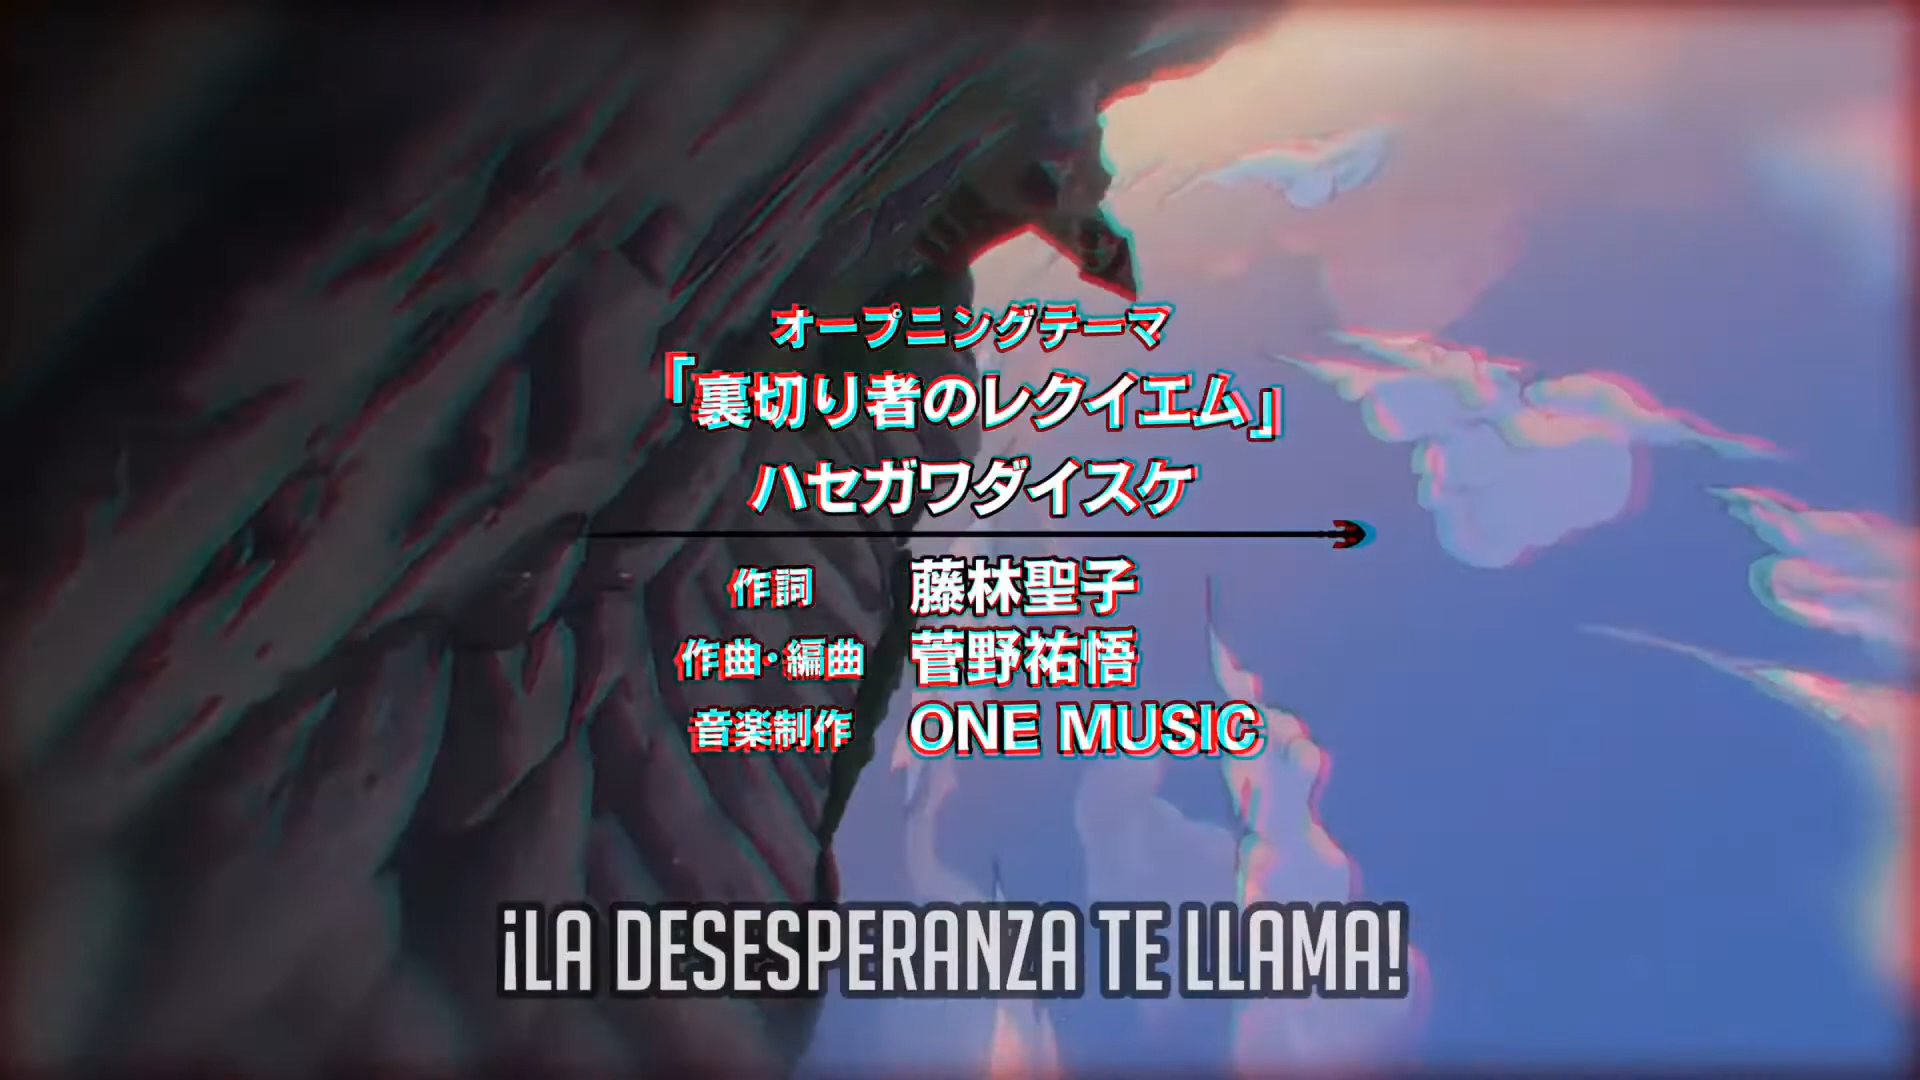 オープニングテーマ
「裏切り者のレクイエム」
ハセガワダイスケ
作詞 藤林聖子
作曲・編曲 菅野祐悟
音楽制作 ONE MUSIC
¡LA DESESPERANZA TE LLAMA!